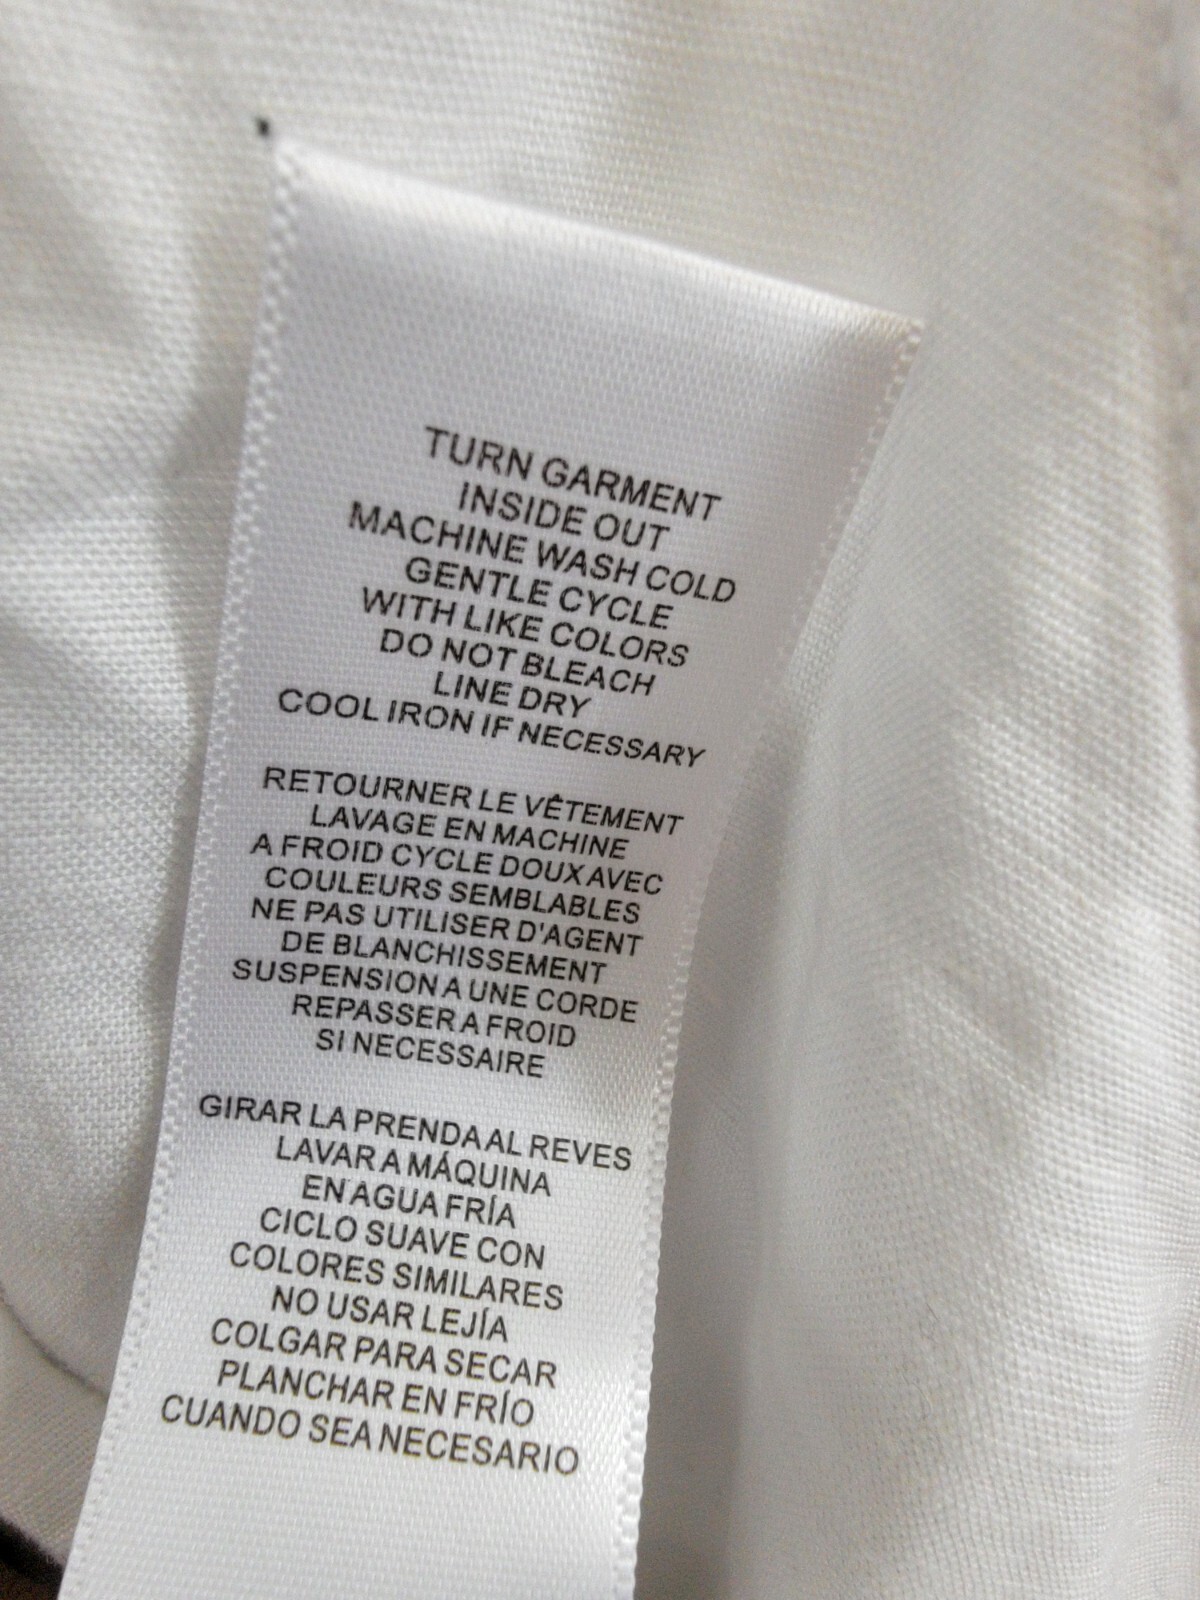 TURN GARMENT
INSIDE OUT
MACHINE WASH COLD
GENTLE CYCLE
WITH LIKE COLORS
DO NOT BLEACH
LINE DRY
COOL IRON IF NECESSARY
RETOURNER LE VÊTEMENT
LAVAGE EN MACHINE
A FROID CYCLE DOUX AVEC
COULEURS SEMBLABLES
NE PAS UTILISER D'AGENT
DE BLANCHISSEMENT
SUSPENSION A UNE CORDE
REPASSER A FROID
SI NECESSAIRE
GIRAR LA PRENDA AL REVES
LAVAR A MÁQUINA
EN AGUA FRÍA
CICLO SUAVE CON
COLORES SIMILARES
NO USAR LEJÍA
COLGAR PARA SECAR
PLANCHAR EN FRÍO
CUANDO SEA NECESARIO